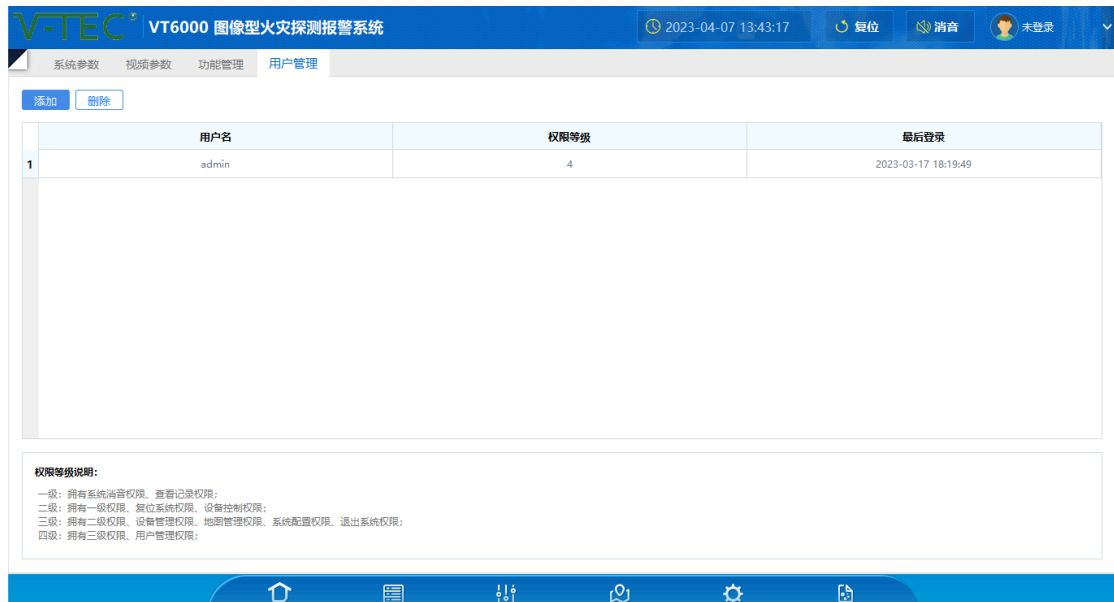 V-TEC® VT6000 图像型火灾探测报警系统 2023-04-07 13:43:17 复位 消音 未登录
系统参数 视频参数 功能管理 用户管理
添加 删除
用户名 权限等级 最后登录
1 admin 4 2023-03-17 18:19:49
权限等级说明:
一级: 拥有系统消音权限、查看记录权限;
二级: 拥有一级权限、复位系统权限、设备控制权限;
三级: 拥有二级权限、设备管理权限、地图管理权限、系统配置权限、退出系统权限;
四级: 拥有三级权限、用户管理权限;